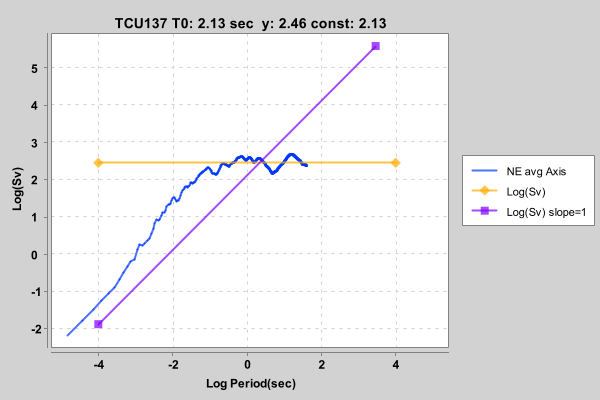 TCU137 T0: 2.13 sec  y: 2.46 const: 2.13
Log(Sv)
5
4
3
2
1
0
-1
-2
-4
-2
0
2
4
Log Period(sec)
NE avg Axis
Log(Sv)
Log(Sv) slope=1